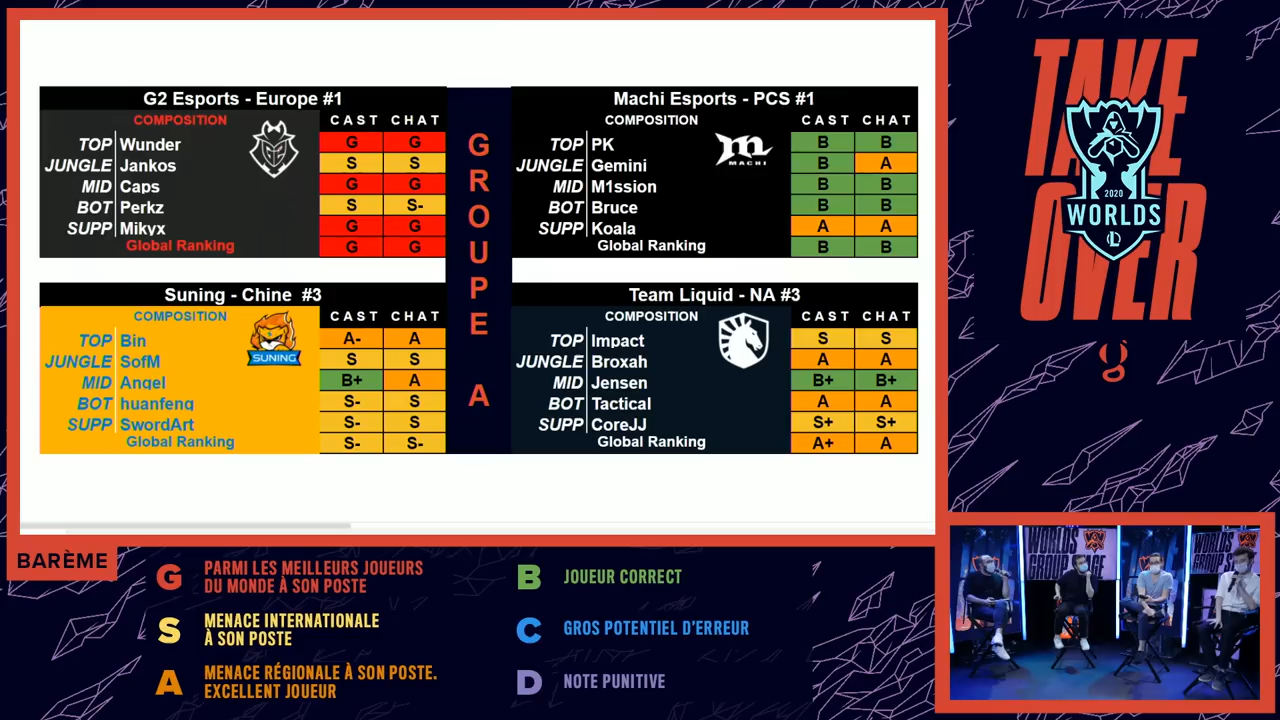 G2 Esports - Europe #1
COMPOSITION
CAST CHAT
TOP Wunder G G
JUNGLE Jankos S S
MID Caps G G
BOT Perkz S S-
SUPP Mikyx G G
Global Ranking G G
GROUPE A
Machi Esports - PCS #1
COMPOSITION
CAST CHAT
MACHI
TOP PK B B
JUNGLE Gemini B A
MID M1ssion B B
BOT Bruce B B
SUPP Koala A A
Global Ranking B B
Suning - Chine #3
COMPOSITION
CAST CHAT
SUNING
TOP Bin A- A
JUNGLE SofM S S
MID Angel B+ A
BOT huanfeng S- S
SUPP SwordArt S- S
Global Ranking S- S-
Team Liquid - NA #3
COMPOSITION
CAST CHAT
TOP Impact S S
JUNGLE Broxah A A
MID Jensen B+ B+
BOT Tactical A A
SUPP CoreJJ S+ S+
Global Ranking A+ A
TAKE
OVER
2020
WORLDS
BARÈME
G PARMI LES MEILLEURS JOUEURS
DU MONDE À SON POSTE
S MENACE INTERNATIONALE
À SON POSTE
A MENACE RÉGIONALE À SON POSTE.
EXCELLENT JOUEUR
B JOUEUR CORRECT
C GROS POTENTIEL D'ERREUR
D NOTE PUNITIVE